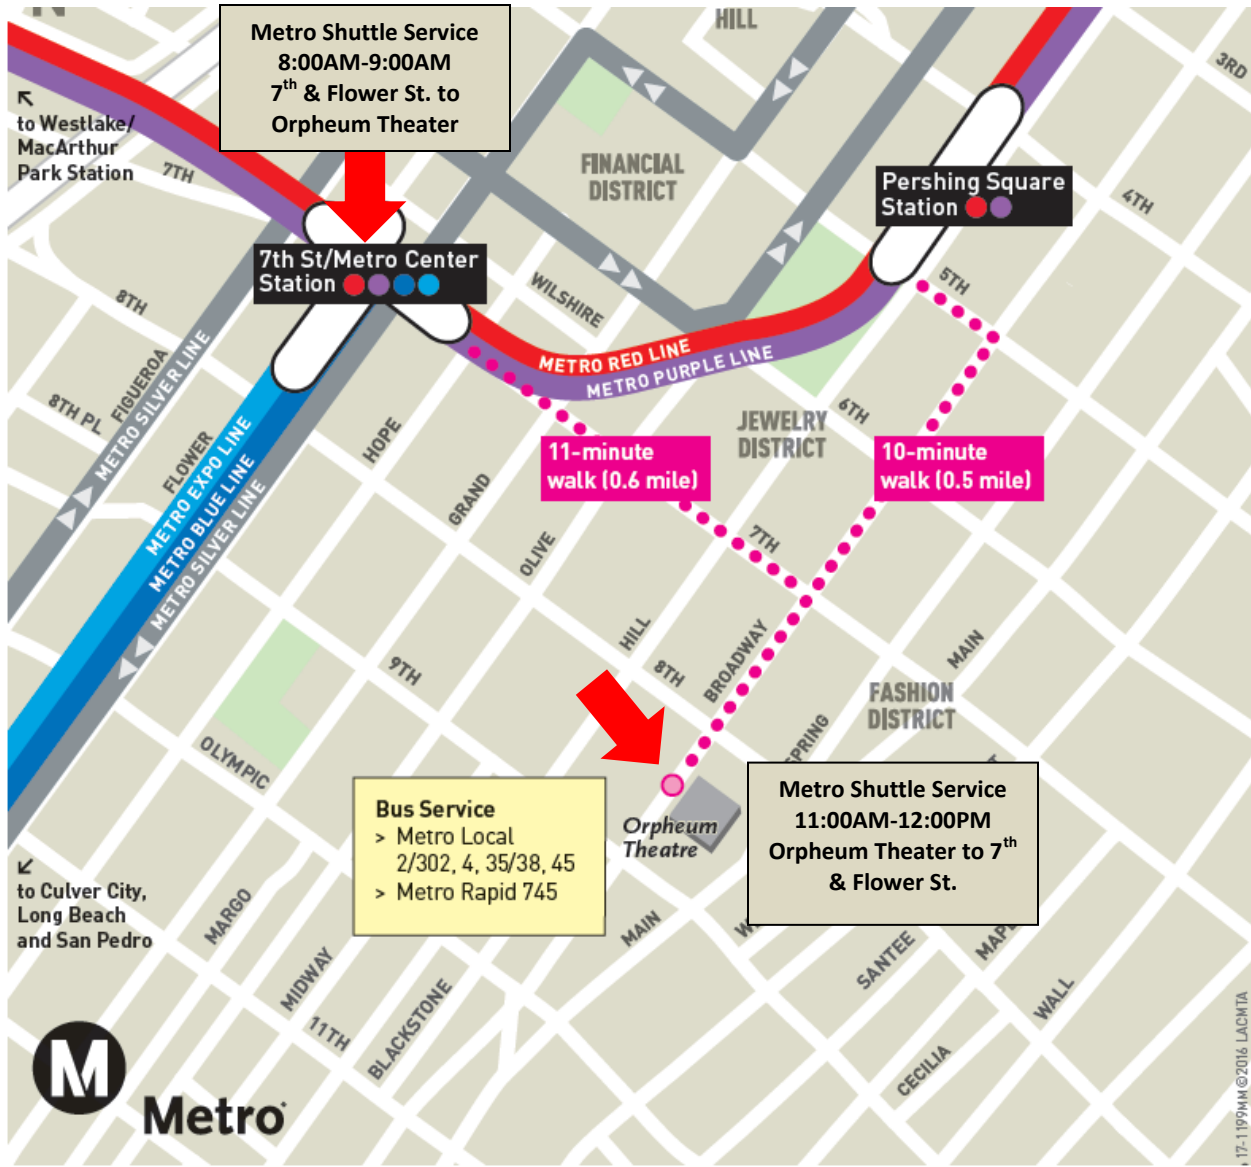 N
Metro Shuttle Service
8:00AM-9:00AM
7th & Flower St. to
Orpheum Theater
HILL
3RD
to Westlake/
MacArthur
Park Station
7TH
FINANCIAL
DISTRICT
Pershing Square
Station
4TH
7th St/Metro Center
Station
8TH
WILSHIRE
5TH
METRO RED LINE
METRO PURPLE LINE
FIGUEROA
METRO SILVER LINE
8TH PL
FLOWER
METRO EXPO LINE
METRO BLUE LINE
METRO SILVER LINE
HOPE
JEWELRY
DISTRICT
6TH
11-minute
walk (0.6 mile)
10-minute
walk (0.5 mile)
GRAND
OLIVE
7TH
HILL
8TH
BROADWAY
MAIN
9TH
FASHION
DISTRICT
SPRING
OLYMPIC
Bus Service
> Metro Local
2/302, 4, 35/38, 45
> Metro Rapid 745
Orpheum
Theatre
Metro Shuttle Service
11:00AM-12:00PM
Orpheum Theater to 7th
& Flower St.
to Culver City,
Long Beach
and San Pedro
MARGO
MAIN
SANTEE
MIDWAY
11TH
BLACKSTONE
WALL
CECILIA
M
Metro
17-1199MM ©2016 LACMTA